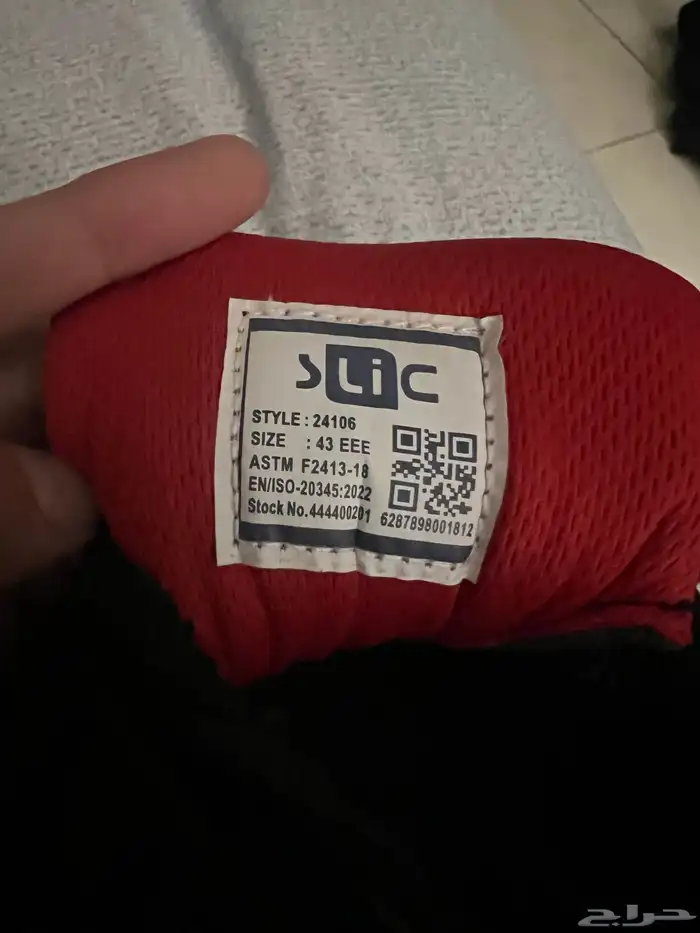 SLiC
STYLE : 24106
SIZE : 43 EEE
ASTM F2413-18
EN/ISO-20345:2022
Stock No.444400201 6287898001812
حراج